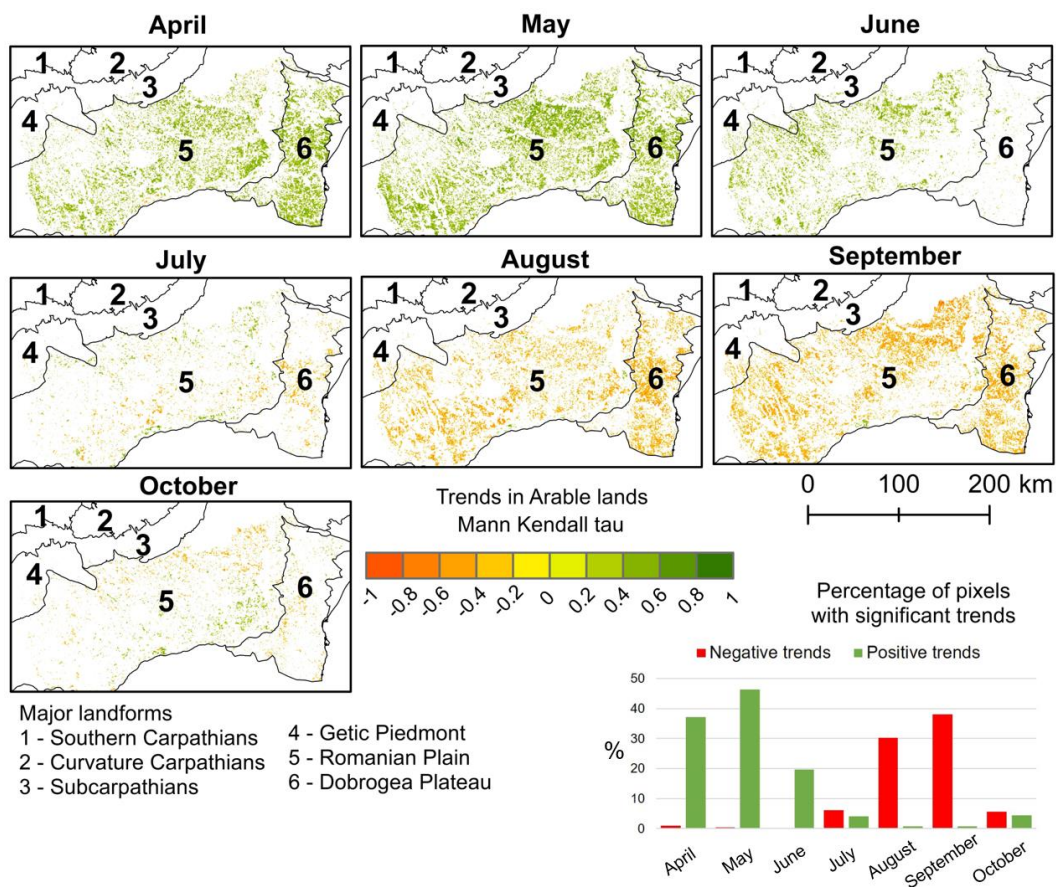 April
May
June
1
2
3
4
5
6
1
2
3
4
5
6
1
2
3
4
5
6
July
August
September
1
2
3
4
5
6
1
2
3
4
5
6
1
2
3
4
5
6
October
1
2
3
4
5
6
Trends in Arable lands
Mann Kendall tau
-1 -0.8 -0.6 -0.4 -0.2 0 0.2 0.4 0.6 0.8 1
0 100 200 km
Major landforms
1 - Southern Carpathians
2 - Curvature Carpathians
3 - Subcarpathians
4 - Getic Piedmont
5 - Romanian Plain
6 - Dobrogea Plateau
Percentage of pixels
with significant trends
Negative trends Positive trends
50
40
30
20
10
0
%
April May June July August September October